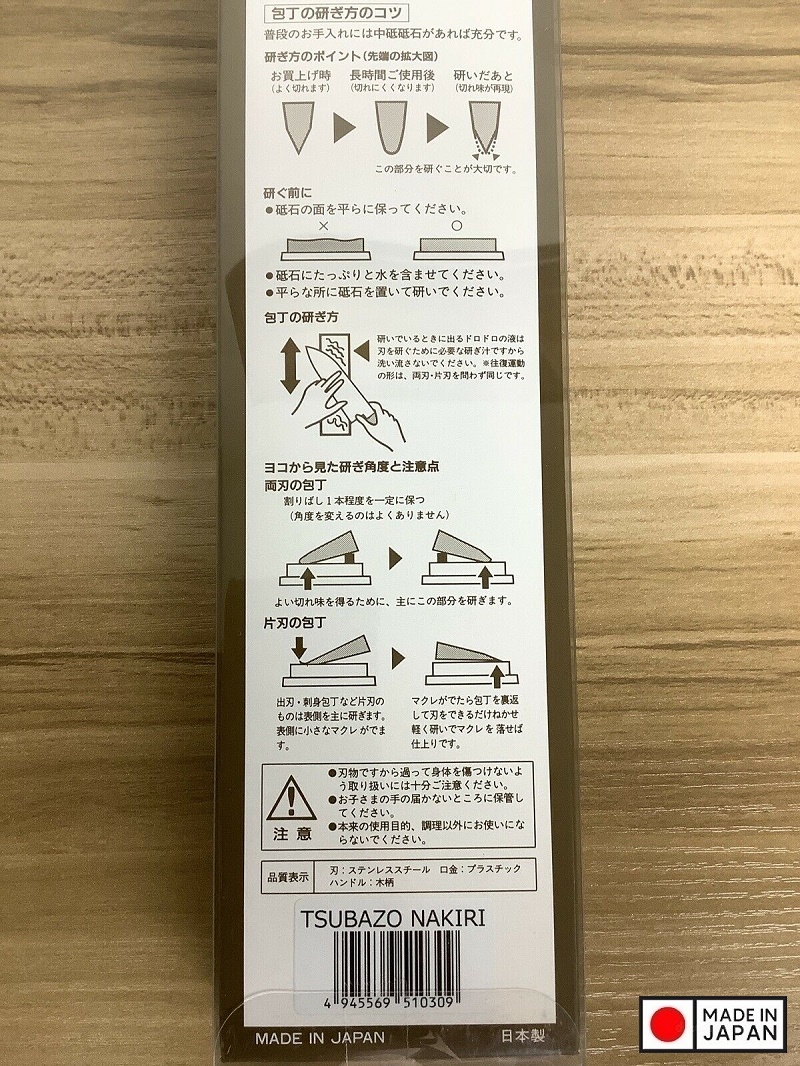 包丁の研ぎ方のコツ
普段のお手入れには中砥砥石があれば充分です。
研ぎ方のポイント(先端の拡大図)
お買上げ時 長時間ご使用後 研いだあと
(よく切れます) (切れにくくなります) (切れ味が再現)
この部分を研ぐことが大切です。
研ぐ前に
●砥石の面を平らに保ってください。
× ○
●砥石にたっぷりと水を含ませてください。
●平らな所に砥石を置いて研いでください。
包丁の研ぎ方
研いでいるときに出るドロドロの液は
刃を研ぐために必要な研ぎ汁ですから
洗い流さないでください。※往復運動
の形は、両刃・片刃を問わず同じです。
ヨコから見た研ぎ角度と注意点
両刃の包丁
割りばし1本程度を一定に保つ
(角度を変えるのはよくありません)
よい切れ味を得るために、主にこの部分を研ぎます。
片刃の包丁
出刃・刺身包丁など片刃の
ものは表側を主に研ぎます。
表側に小さなマクレがでま
す。
マクレがでたら包丁を裏返
して刃をできるだけねかせ
軽く研いでマクレを落せば
仕上りです。
注意
●刃物ですから過って身体を傷つけないよ
う取り扱いには十分ご注意ください。
●お子さまの手の届かないところに保管し
てください。
●本来の使用目的、調理以外にお使いにな
らないでください。
品質表示
刃:ステンレススチール 口金:プラスチック
ハンドル:木柄
TSUBAZO NAKIRI
4 945569 510309
MADE IN JAPAN 日本製
MADE IN
JAPAN